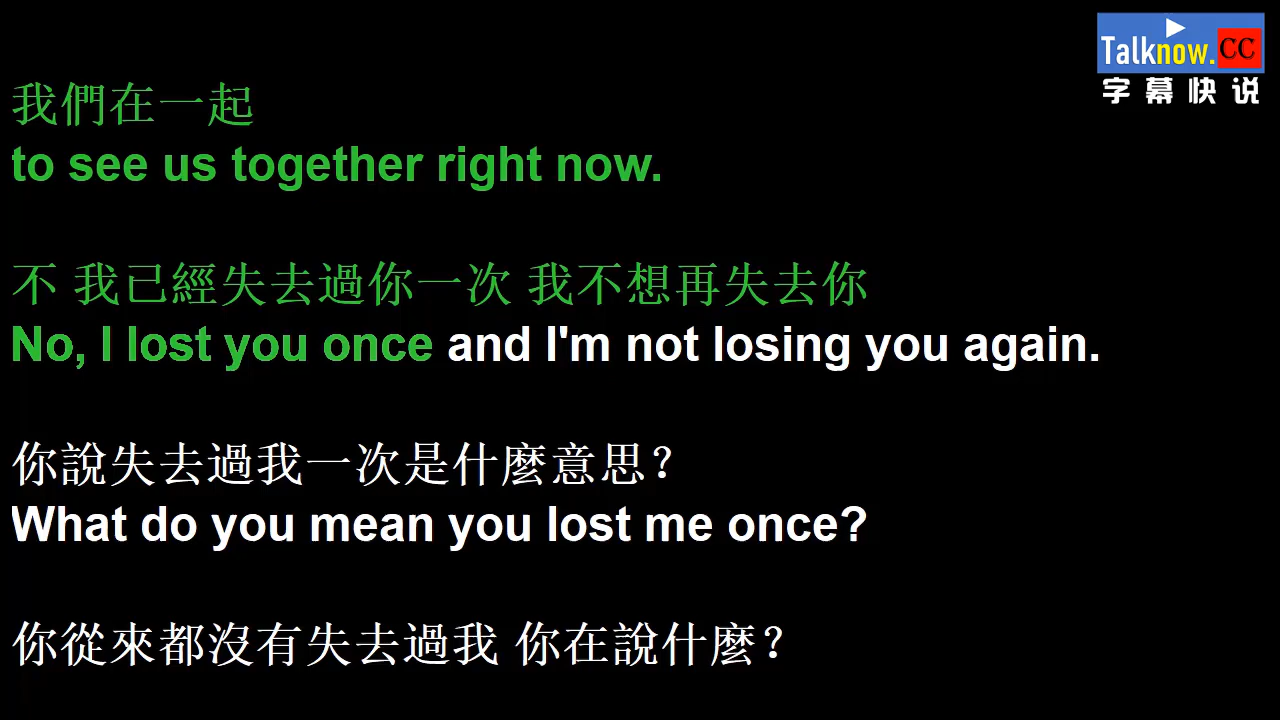 Talknow.CC
字幕快说
我們在一起
to see us together right now.
不 我已經失去過你一次 我不想再失去你
No, I lost you once and I'm not losing you again.
你說失去過我一次是什麼意思？
What do you mean you lost me once?
你從來都沒有失去過我 你在說什麼？